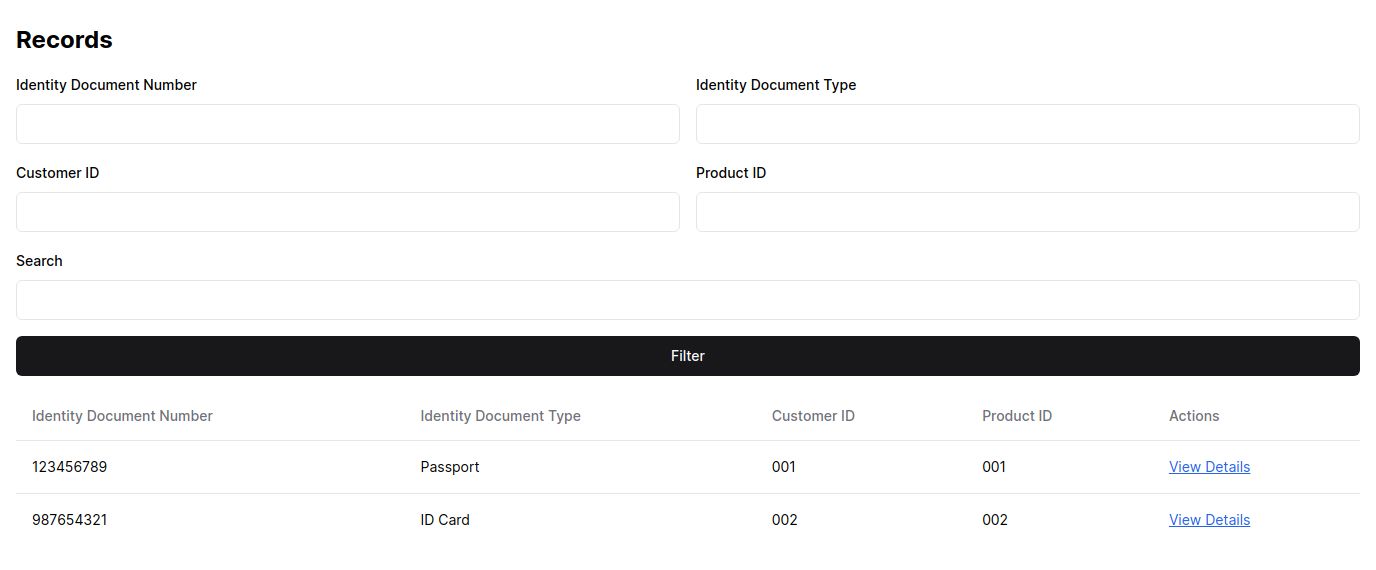 Records
Identity Document Number Identity Document Type
Customer ID Product ID
Search
Filter
Identity Document Number Identity Document Type Customer ID Product ID Actions
123456789 Passport 001 001 View Details
987654321 ID Card 002 002 View Details